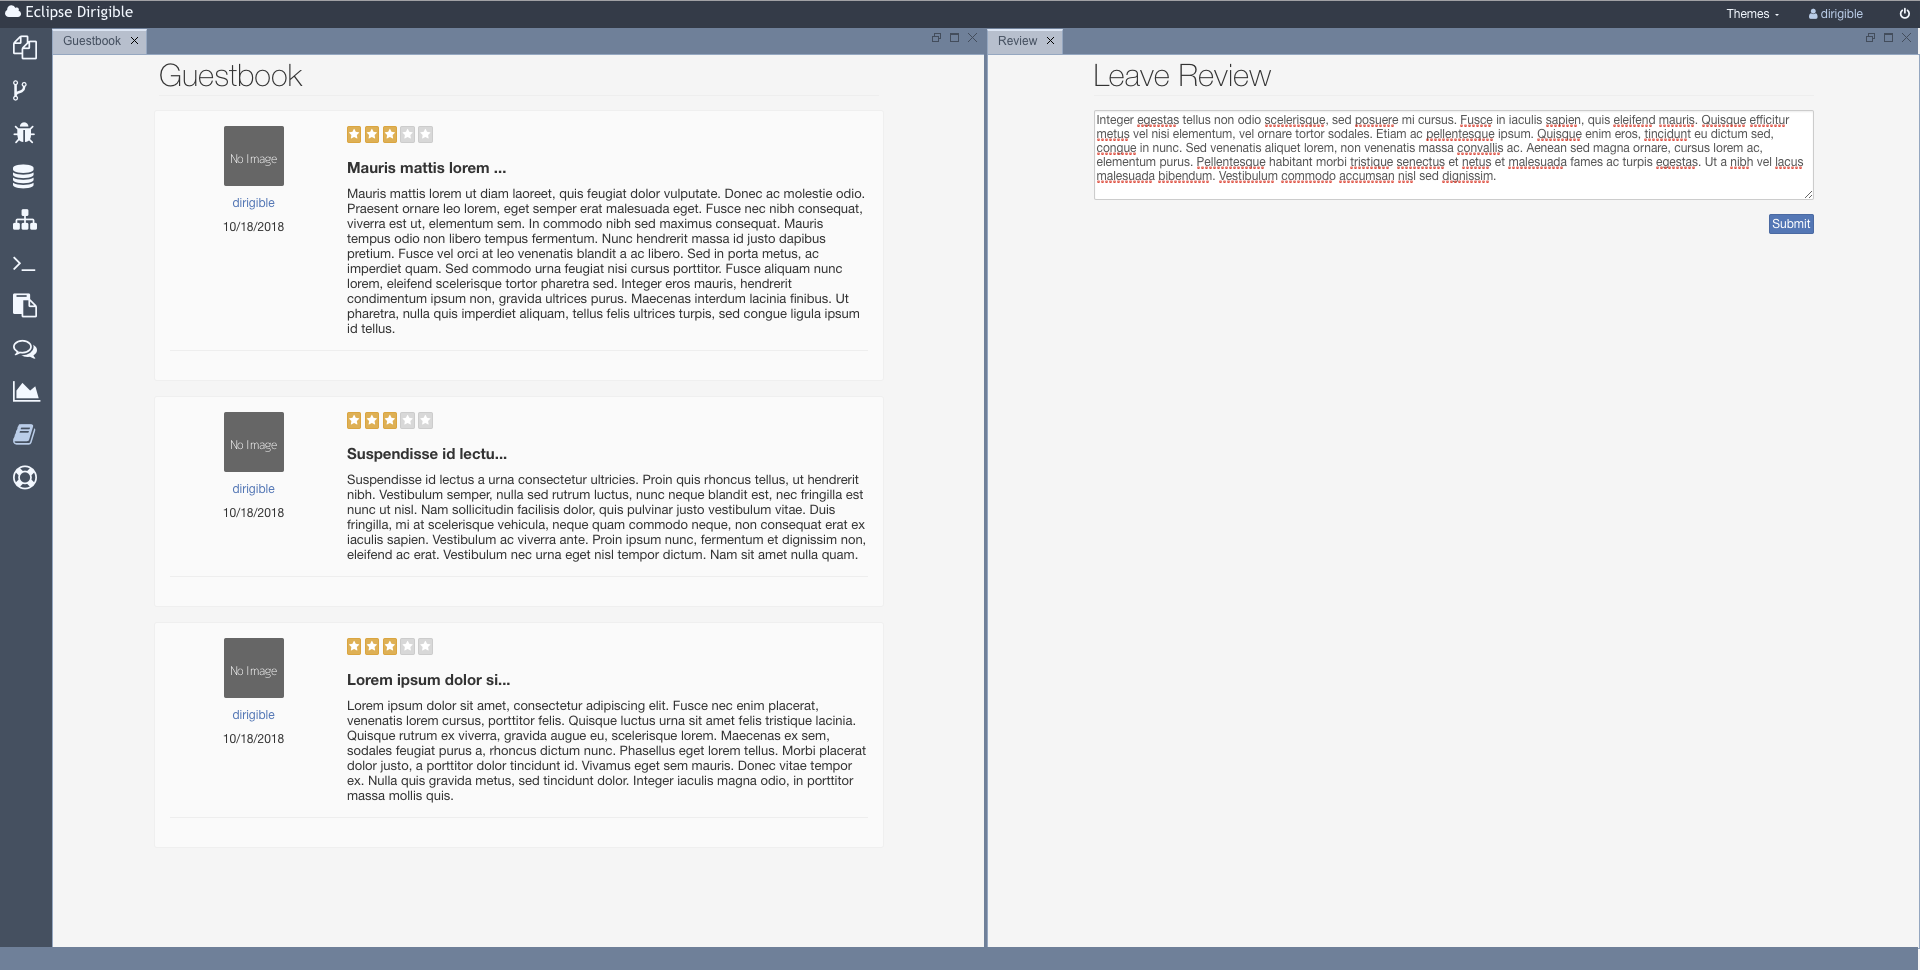 Eclipse Dirigible
Themes
dirigible
Guestbook
Review
Guestbook
No Image
dirigible
10/18/2018
Mauris mattis lorem ...
Mauris mattis lorem ut diam laoreet, quis feugiat dolor vulputate. Donec ac molestie odio.
Praesent ornare leo lorem, eget semper erat malesuada eget. Fusce nec nibh consequat,
viverra est ut, elementum sem. In commodo nibh sed maximus consequat. Mauris
tempus odio non libero tempus fermentum. Nunc hendrerit massa id justo dapibus
pretium. Fusce vel orci at leo venenatis blandit a ac libero. Sed in porta metus, ac
imperdiet quam. Sed commodo urna feugiat nisi cursus porttitor. Fusce aliquam nunc
lorem, eleifend scelerisque tortor pharetra sed. Integer eros mauris, hendrerit
condimentum ipsum non, gravida ultrices purus. Maecenas interdum lacinia finibus. Ut
pharetra, nulla quis imperdiet aliquam, tellus felis ultrices turpis, sed congue ligula ipsum
id tellus.
No Image
dirigible
10/18/2018
Suspendisse id lectu...
Suspendisse id lectus a urna consectetur ultricies. Proin quis rhoncus tellus, ut hendrerit
nibh. Vestibulum semper, nulla sed rutrum luctus, nunc neque blandit est, nec fringilla est
nunc ut nisl. Nam sollicitudin facilisis dolor, quis pulvinar justo vestibulum vitae. Duis
fringilla, mi at scelerisque vehicula, neque quam commodo neque, non consequat erat ex
iaculis sapien. Vestibulum ac viverra ante. Proin ipsum nunc, fermentum et dignissim non,
eleifend ac erat. Vestibulum nec urna eget nisl tempor dictum. Nam sit amet nulla quam.
No Image
dirigible
10/18/2018
Lorem ipsum dolor si...
Lorem ipsum dolor sit amet, consectetur adipiscing elit. Fusce nec enim placerat,
venenatis lorem cursus, porttitor felis. Quisque luctus urna sit amet felis tristique lacinia.
Quisque rutrum ex viverra, gravida augue eu, scelerisque lorem. Maecenas ex sem,
sodales feugiat purus a, rhoncus dictum nunc. Phasellus eget lorem tellus. Morbi placerat
dolor justo, a porttitor dolor tincidunt id. Vivamus eget sem mauris. Donec vitae tempor
ex. Nulla quis gravida metus, sed tincidunt dolor. Integer iaculis magna odio, in porttitor
massa mollis quis.
Leave Review
Integer egestas tellus non odio scelerisque, sed posuere mi cursus. Fusce in iaculis sapien, quis eleifend mauris. Quisque efficitur
metus vel nisi elementum, vel ornare tortor sodales. Etiam ac pellentesque ipsum. Quisque enim eros, tincidunt eu dictum sed,
congue in nunc. Sed venenatis aliquet lorem, non venenatis massa convallis ac. Aenean sed magna ornare, cursus lorem ac,
elementum purus. Pellentesque habitant morbi tristique senectus et netus et malesuada fames ac turpis egestas. Ut a nibh vel lacus
malesuada bibendum. Vestibulum commodo accumsan nisl sed dignissim.
Submit